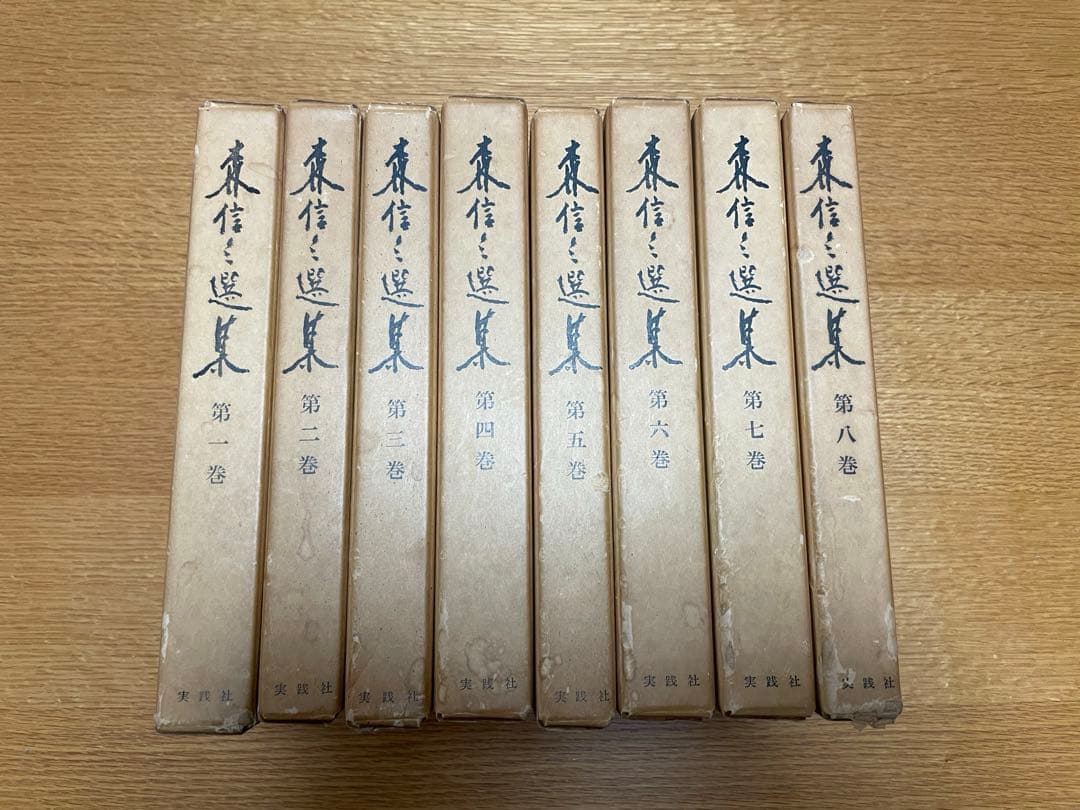 森信三選集
第一巻
実践社
森信三選集
第二巻
実践社
森信三選集
第三巻
実践社
森信三選集
第四巻
実践社
森信三選集
第五巻
実践社
森信三選集
第六巻
実践社
森信三選集
第七巻
実践社
森信三選集
第八巻
実践社